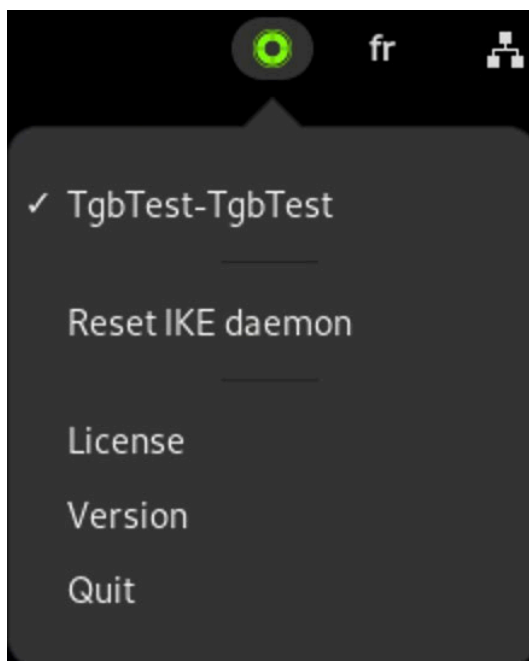 fr
✓ TgbTest-TgbTest
Reset IKE daemon
License
Version
Quit